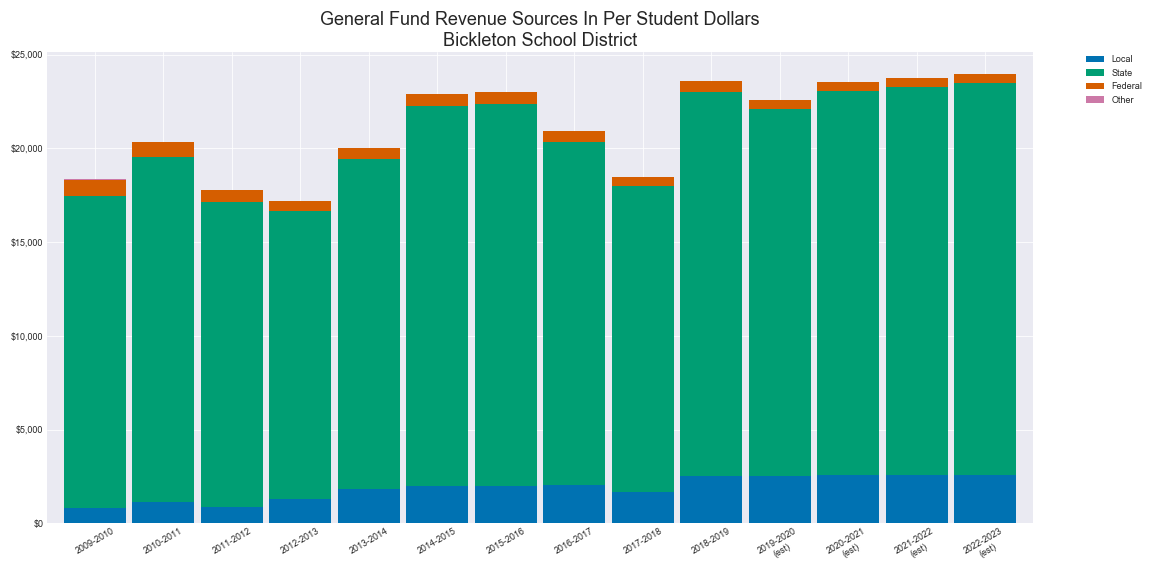 General Fund Revenue Sources In Per Student Dollars
Bickleton School District
$25,000
$20,000
$15,000
$10,000
$5,000
$0
2009-2010
2010-2011
2011-2012
2012-2013
2013-2014
2014-2015
2015-2016
2016-2017
2017-2018
2018-2019
2019-2020
(est)
2020-2021
(est)
2021-2022
(est)
2022-2023
(est)
Local
State
Federal
Other